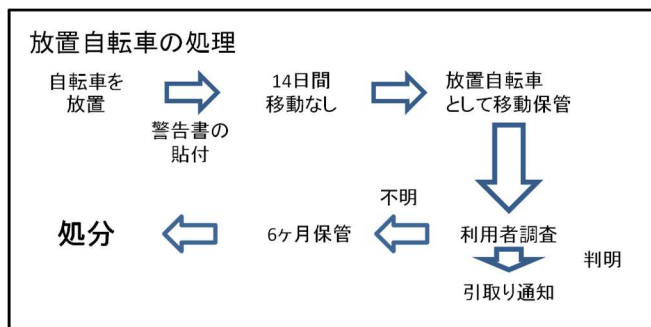 放置自転車の処理
自転車を
放置
警告書の
貼付
14日間
移動なし
放置自転車
として移動保管
利用者調査
判明
引取り通知
不明
6ヶ月保管
処分